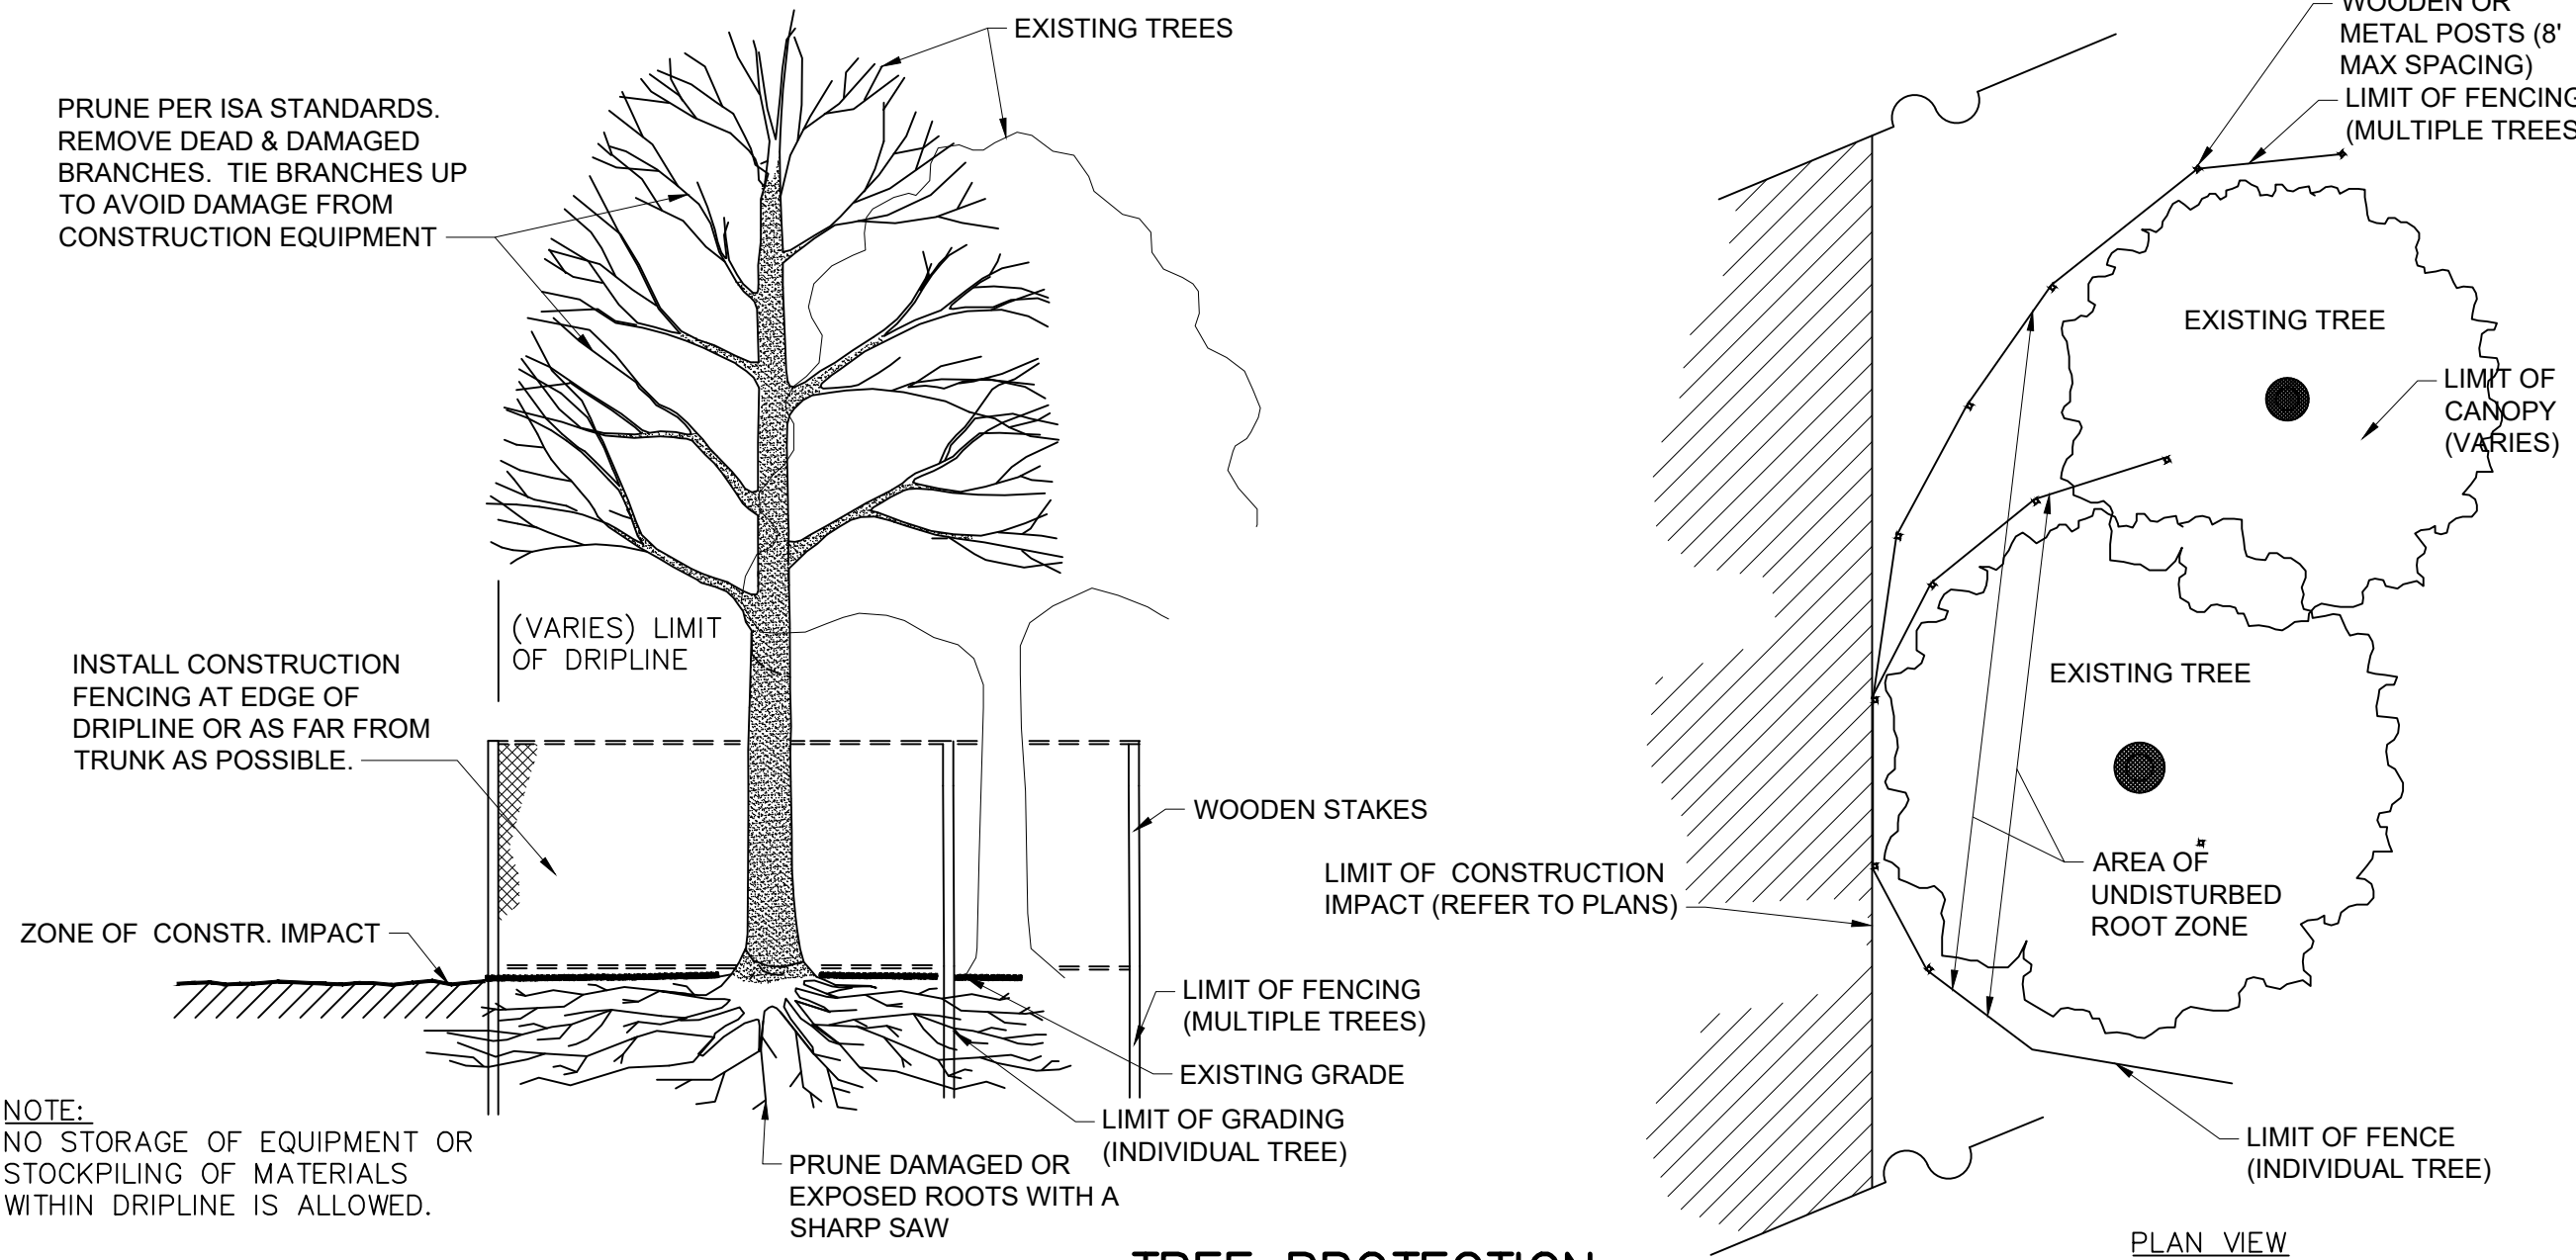 EXISTING TREES
PRUNE PER ISA STANDARDS.
REMOVE DEAD & DAMAGED
BRANCHES. TIE BRANCHES UP
TO AVOID DAMAGE FROM
CONSTRUCTION EQUIPMENT
(VARIES) LIMIT
OF DRIPLINE
INSTALL CONSTRUCTION
FENCING AT EDGE OF
DRIPLINE OR AS FAR FROM
TRUNK AS POSSIBLE.
WOODEN STAKES
ZONE OF CONSTR. IMPACT
LIMIT OF FENCING
(MULTIPLE TREES)
EXISTING GRADE
LIMIT OF GRADING
(INDIVIDUAL TREE)
PRUNE DAMAGED OR
EXPOSED ROOTS WITH A
SHARP SAW
NOTE:
NO STORAGE OF EQUIPMENT OR
STOCKPILING OF MATERIALS
WITHIN DRIPLINE IS ALLOWED.
WOODEN OR
METAL POSTS (8'
MAX SPACING)
LIMIT OF FENCING
(MULTIPLE TREES
EXISTING TREE
LIMIT OF
CANOPY
(VARIES)
EXISTING TREE
LIMIT OF CONSTRUCTION
IMPACT (REFER TO PLANS)
AREA OF
UNDISTURBED
ROOT ZONE
LIMIT OF FENCE
(INDIVIDUAL TREE)
PLAN VIEW
TREE PROTECTION